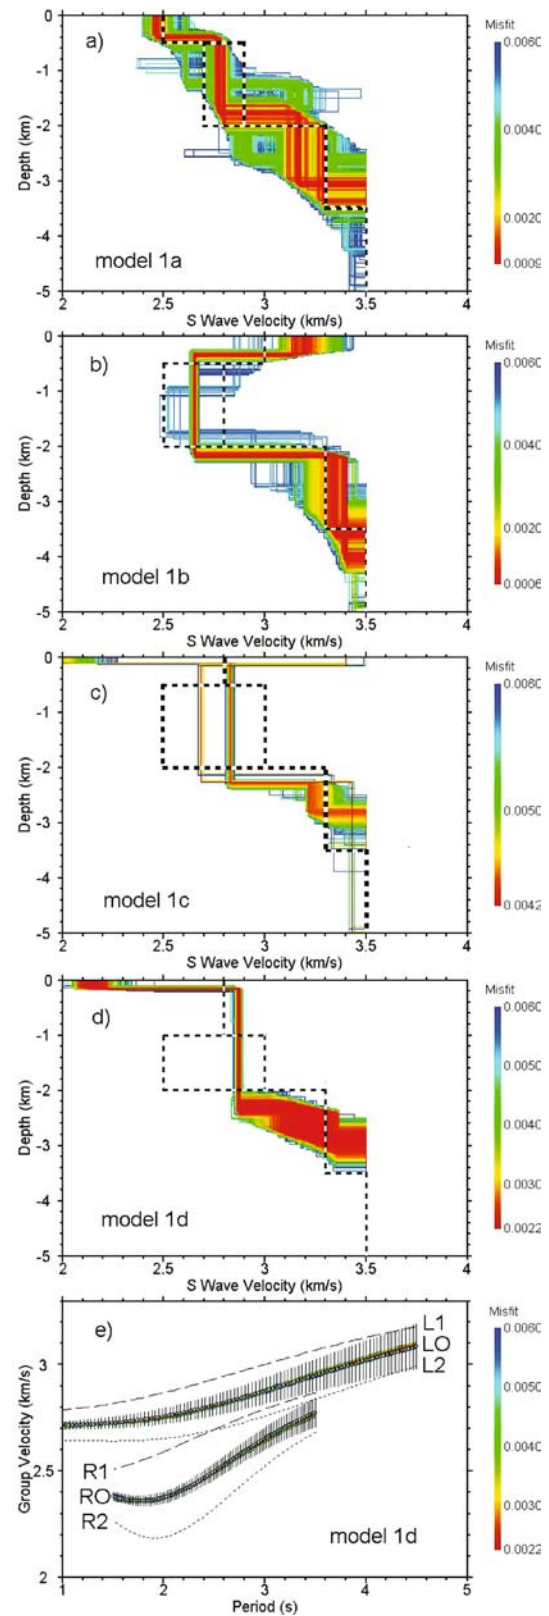 Misfit
0
a)
0.0060
-1
0.0040
-2
Depth (km)
-3
0.0020
-4
model 1a
0.0009
-5
2 2.5 3 3.5 4
S Wave Velocity (km/s)
Misfit
0
b)
0.0060
-1
0.0040
-2
Depth (km)
-3
0.0020
-4
model 1b
0.0006
-5
2 2.5 3 3.5 4
S Wave Velocity (km/s)
Misfit
0
c)
0.0060
-1
-2
Depth (km)
0.0050
-3
-4
model 1c
0.0042
-5
2 2.5 3 3.5 4
S Wave Velocity (km/s)
Misfit
0
d)
0.0060
-1
0.0050
-2
Depth (km)
0.0040
-3
0.0030
-4
model 1d
0.0022
-5
2 2.5 3 3.5 4
S Wave Velocity (km/s)
Misfit
e)
L1
0.0060
LO
3
L2
0.0050
Group Velocity (km/s)
R1
0.0040
2.5
RO
R2
0.0030
model 1d
0.0022
2
1 2 3 4 5
Period (s)